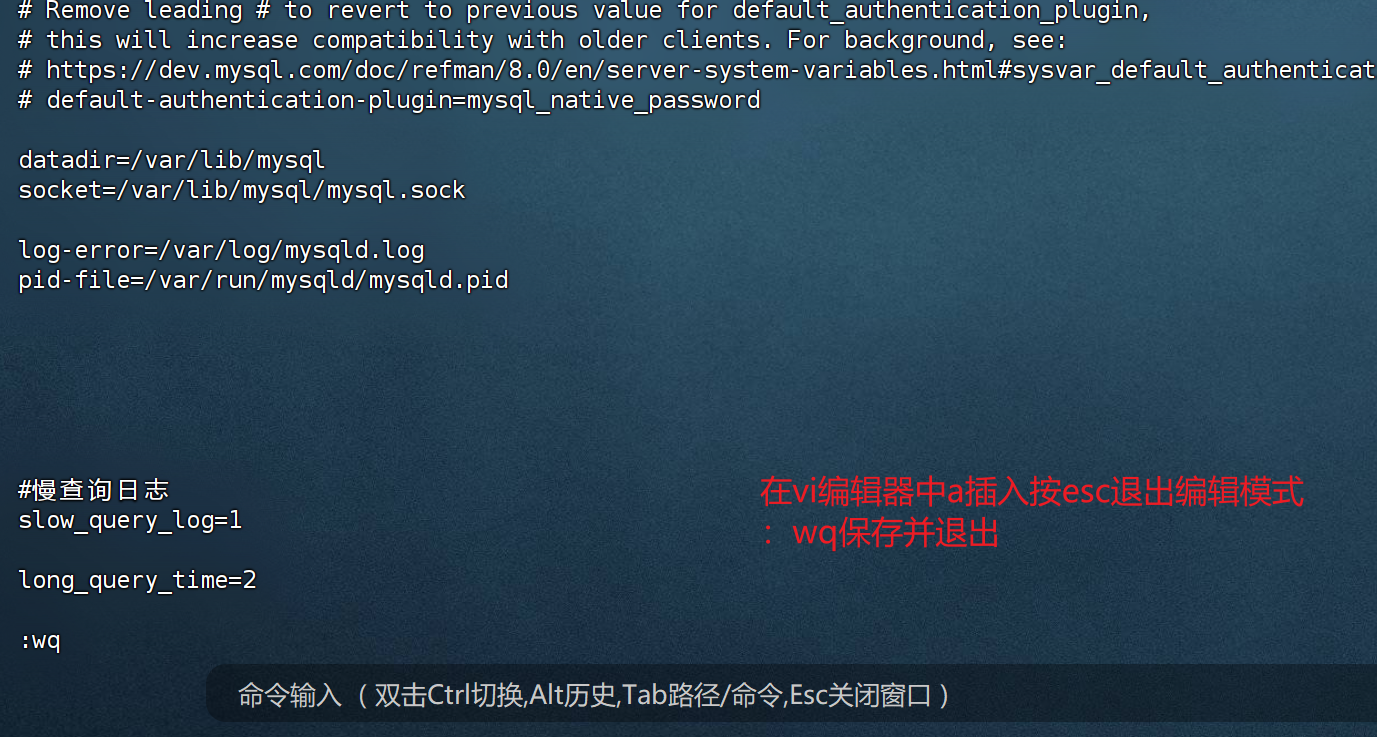 # Remove leading # to revert to previous value for default_authentication_plugin,
# this will increase compatibility with older clients. For background, see:
# https://dev.mysql.com/doc/refman/8.0/en/server-system-variables.html#sysvar_default_authenticat
# default-authentication-plugin=mysql_native_password
datadir=/var/lib/mysql
socket=/var/lib/mysql/mysql.sock
log-error=/var/log/mysqld.log
pid-file=/var/run/mysqld/mysqld.pid
#慢查询日志
在vi编辑器中a插入按esc退出编辑模式
slow_query_log=1
：wq保存并退出
long_query_time=2
:wq
命令输入（双击Ctrl切换,Alt历史,Tab路径/命令,Esc关闭窗口）